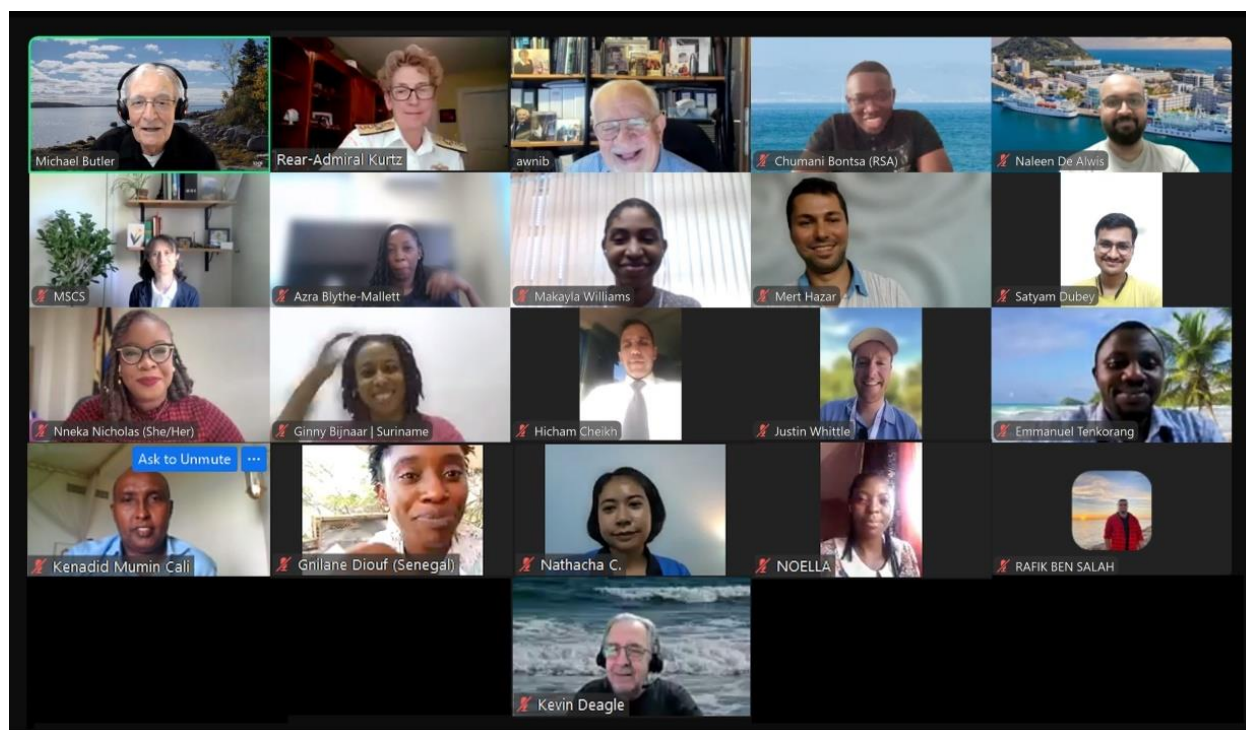 Michael Butler
Rear-Admiral Kurtz
awnib
Chumani Bontsa (RSA)
Naleen De Alwis
MSCS
Azra Blythe-Mallett
Makayla Williams
Mert Hazar
Satyam Dubey
Nneka Nicholas (She/Her)
Ginny Bijnaar | Suriname
Hicham Cheikh
Justin Whittle
Emmanuel Tenkorang
Ask to Unmute ...
Kenadid Mumin Cali
Gnilane Diouf (Senegal)
Nathacha C.
NOELLA
RAFIK BEN SALAH
Kevin Deagle